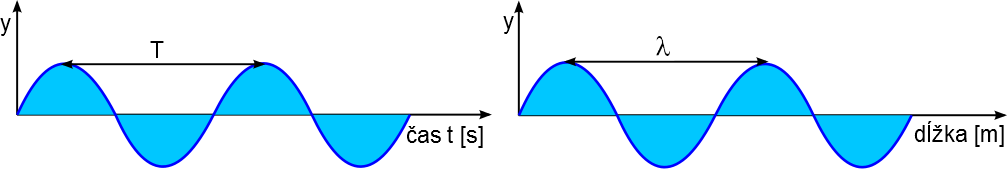 y
T
čas t [s]
y
λ
dĺžka [m]